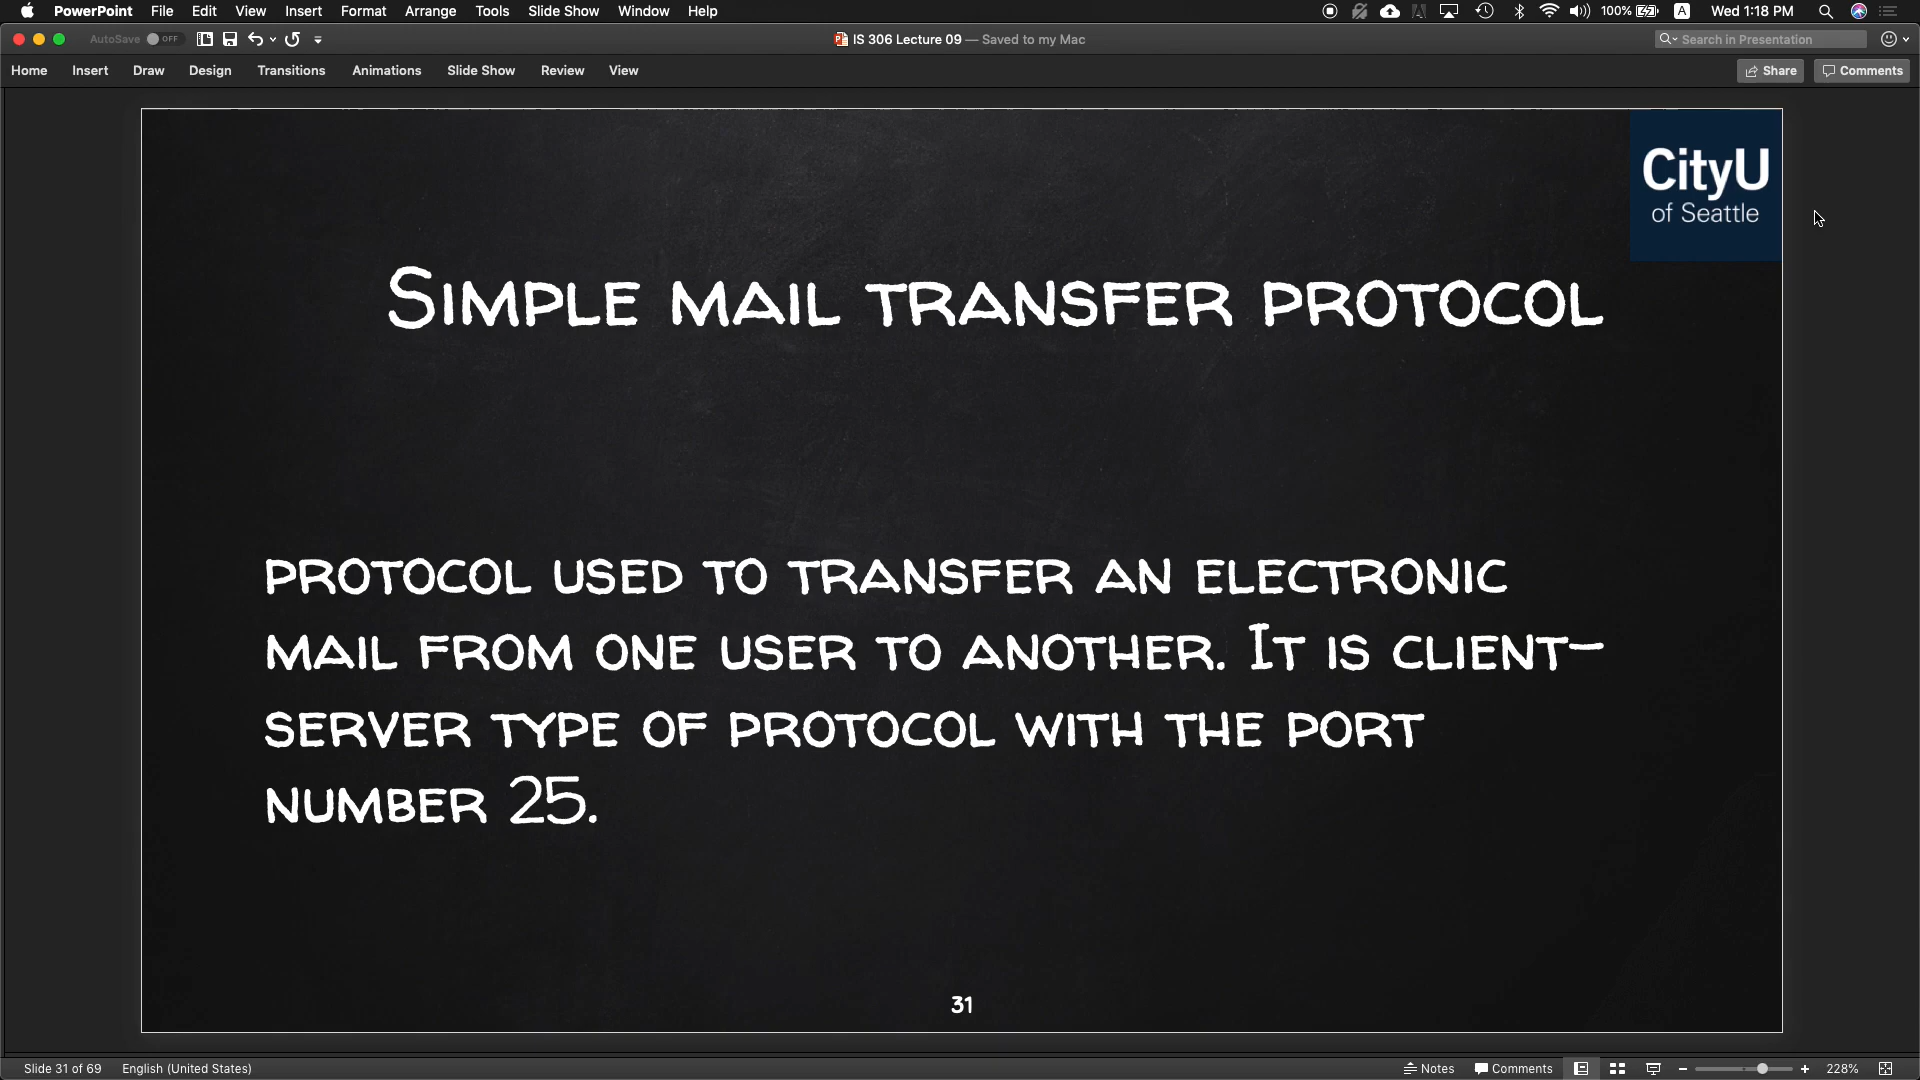 PowerPoint File Edit View Insert Format Arrange Tools Slide Show Window Help 100% A Wed 1:18 PM
AutoSave OFF IS 306 Lecture 09 — Saved to my Mac Search in Presentation
Home Insert Draw Design Transitions Animations Slide Show Review View Share Comments
CityU
of Seattle
Simple mail transfer protocol
protocol used to transfer an electronic
mail from one user to another. It is client-
server type of protocol with the port
number 25.
31
Slide 31 of 69 English (United States) Notes Comments 228%